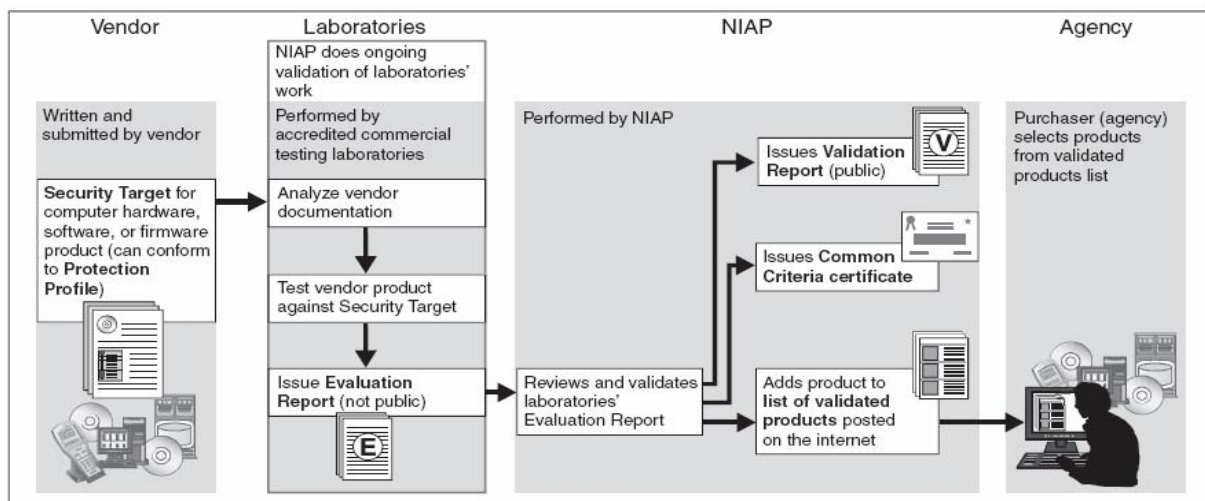 Vendor
Laboratories
NIAP
Agency
NIAP does ongoing
validation of laboratories'
work
Written and
submitted by vendor
Performed by
accredited commercial
testing laboratories
Performed by NIAP
Purchaser (agency)
selects products
from validated
products list
Security Target for
computer hardware,
software, or firmware
product (can conform
to Protection
Profile)
Analyze vendor
documentation
Test vendor product
against Security Target
Issue Evaluation
Report (not public)
E
Reviews and validates
laboratories'
Evaluation Report
Issues Validation
Report (public)
V
Issues Common
Criteria certificate
Adds product to
list of validated
products posted
on the internet